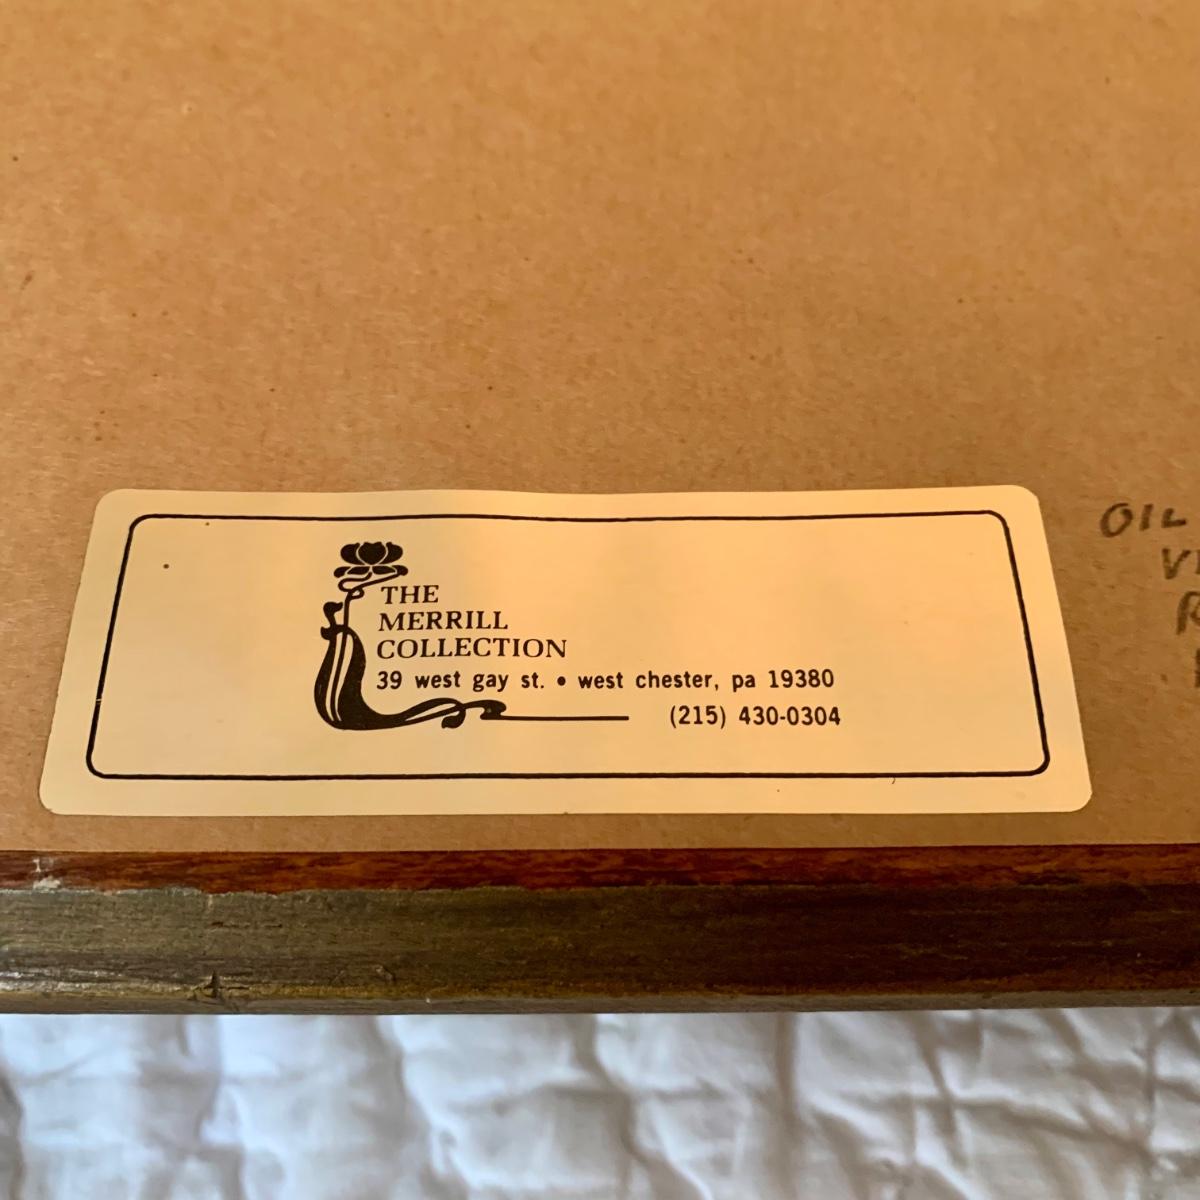 THE
MERRILL
COLLECTION
39 west gay st. • west chester, pa 19380
(215) 430-0304
OIL